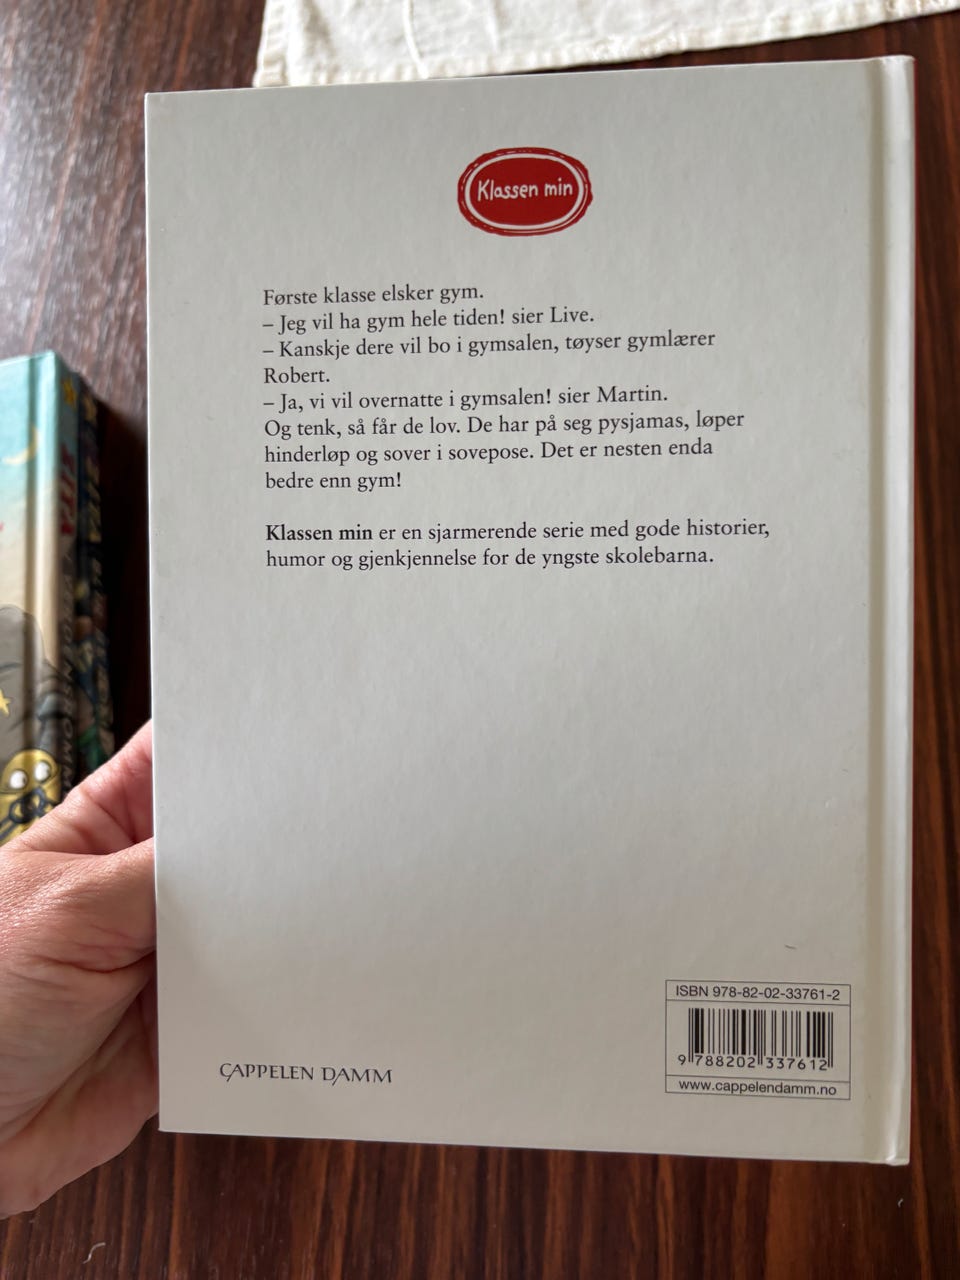 Klassen min
Første klasse elsker gym.
– Jeg vil ha gym hele tiden! sier Live.
– Kanskje dere vil bo i gymsalen, tøyser gymlærer
Robert.
– Ja, vi vil overnatte i gymsalen! sier Martin.
Og tenk, så får de lov. De har på seg pysjamas, løper
hinderløp og sover i sovepose. Det er nesten enda
bedre enn gym!
Klassen min er en sjarmerende serie med gode historier,
humor og gjenkjennelse for de yngste skolebarna.
CAPPELEN DAMM
ISBN 978-82-02-33761-2
9 788202 337612
www.cappelendamm.no